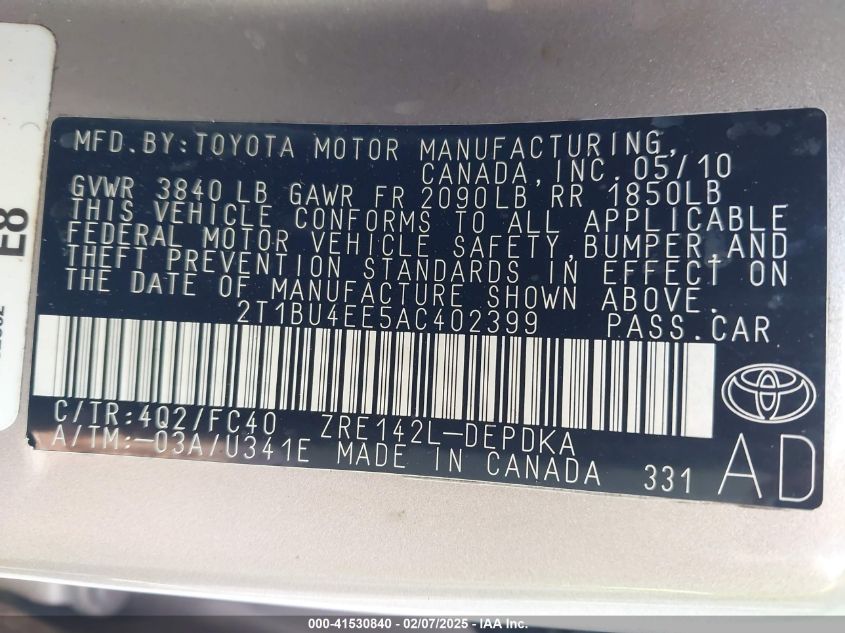 MFD.BY:TOYOTA MOTOR MANUFACTURING,
CANADA,INC. 05/10
GVWR 3840 LB GAWR FR 2090LB RR 1850LB
THIS VEHICLE CONFORMS TO ALL APPLICABLE
FEDERAL MOTOR VEHICLE SAFETY,BUMPER,AND
THEFT PREVENTION STANDARDS IN EFFECT ON
THE DATE OF MANUFACTURE SHOWN ABOVE.
2T1BU4EE5AC402399 PASS.CAR
C/TR:4Q2/FC40 ZRE142L-DEPDKA
A/TM:-03A/U341E MADE IN CANADA 331 AD
E8
000-41530840 - 02/07/2025 - IAA Inc.